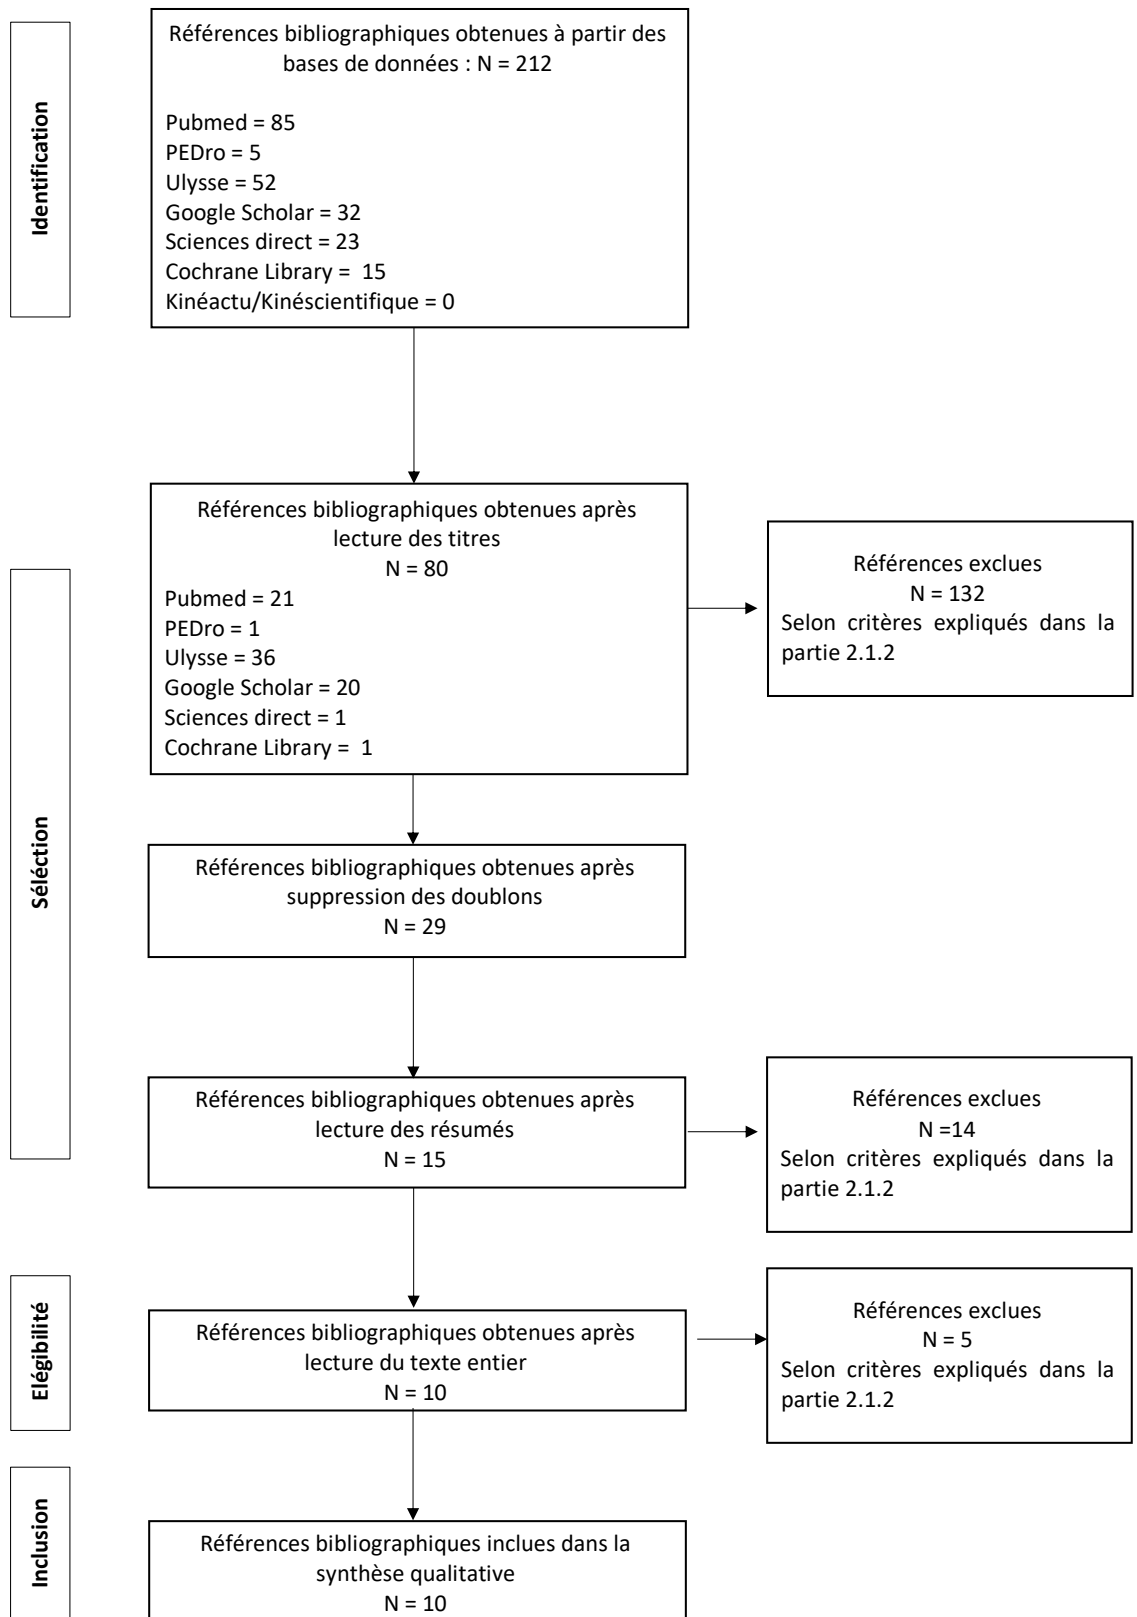 Identification
Références bibliographiques obtenues à partir des
bases de données : N = 212
Pubmed = 85
PEDro = 5
Ulysse = 52
Google Scholar = 32
Sciences direct = 23
Cochrane Library =  15
Kinéactu/Kinéscientifique = 0
Séléction
Références bibliographiques obtenues après
lecture des titres
N = 80
Pubmed = 21
PEDro = 1
Ulysse = 36
Google Scholar = 20
Sciences direct = 1
Cochrane Library =  1
Références exclues
N = 132
Selon critères expliqués dans la
partie 2.1.2
Références bibliographiques obtenues après
suppression des doublons
N = 29
Références bibliographiques obtenues après
lecture des résumés
N = 15
Références exclues
N =14
Selon critères expliqués dans la
partie 2.1.2
Elégibilité
Références bibliographiques obtenues après
lecture du texte entier
N = 10
Références exclues
N = 5
Selon critères expliqués dans la
partie 2.1.2
Inclusion
Références bibliographiques inclues dans la
synthèse qualitative
N = 10